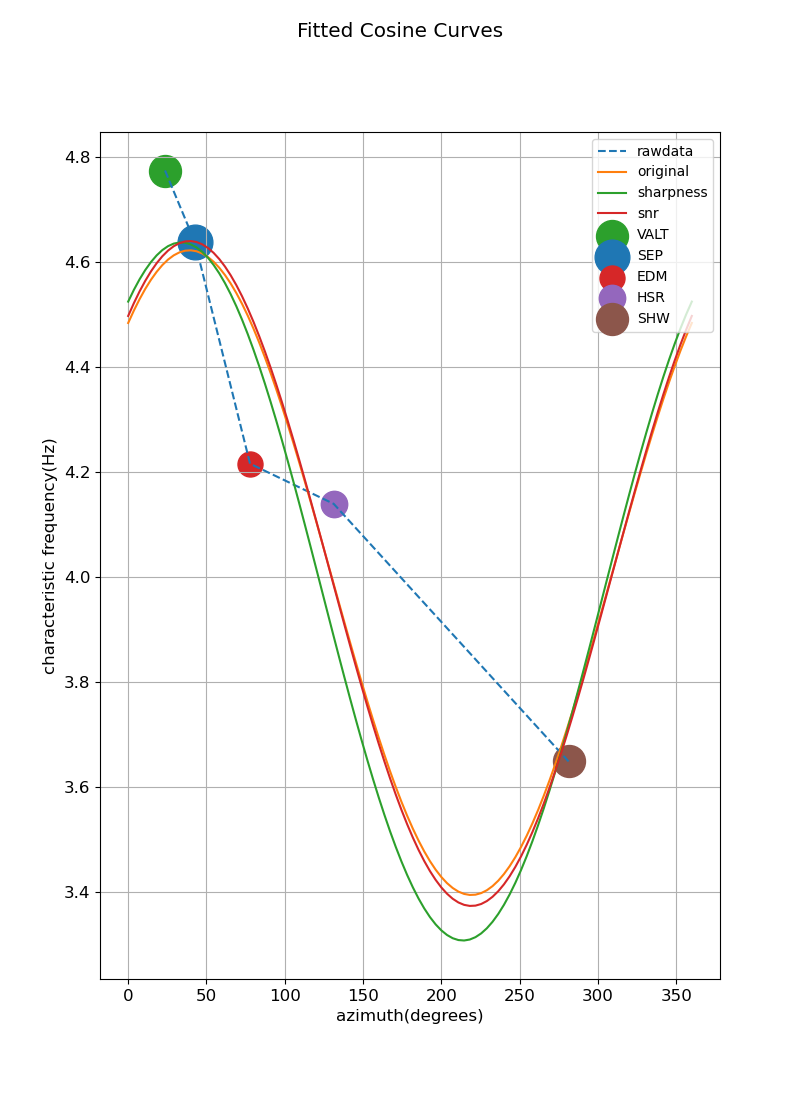 Fitted Cosine Curves
rawdata
original
sharpness
snr
VALT
SEP
EDM
HSR
SHW
4.8
4.6
4.4
4.2
4.0
3.8
3.6
3.4
characteristic frequency(Hz)
0 50 100 150 200 250 300 350
azimuth(degrees)